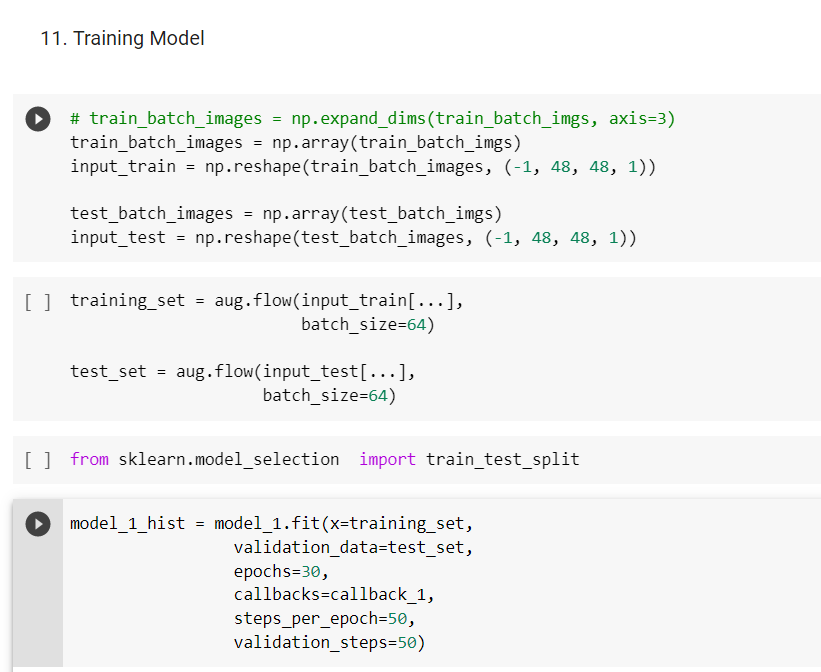 11. Training Model
# train_batch_images = np.expand_dims(train_batch_imgs, axis=3)
train_batch_images = np.array(train_batch_imgs)
input_train = np.reshape(train_batch_images, (-1, 48, 48, 1))
test_batch_images = np.array(test_batch_imgs)
input_test = np.reshape(test_batch_images, (-1, 48, 48, 1))
[ ] training_set = aug.flow(input_train[...],
batch_size=64)
test_set = aug.flow(input_test[...],
batch_size=64)
[ ] from sklearn.model_selection  import train_test_split
model_1_hist = model_1.fit(x=training_set,
validation_data=test_set,
epochs=30,
callbacks=callback_1,
steps_per_epoch=50,
validation_steps=50)